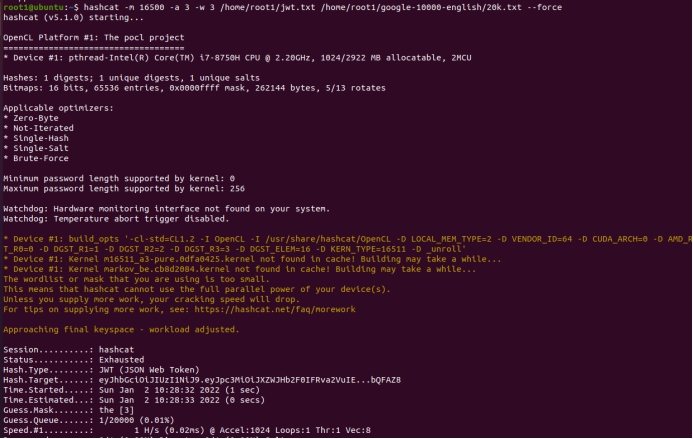 root1@ubuntu:~$ hashcat -m 16500 -a 3 -w 3 /home/root1/jwt.txt /home/root1/google-10000-english/20k.txt --force
hashcat (v5.1.0) starting...
OpenCL Platform #1: The pocl project
====================================
* Device #1: pthread-Intel(R) Core(TM) i7-8750H CPU @ 2.20GHz, 1024/2922 MB allocatable, 2MCU
Hashes: 1 digests; 1 unique digests, 1 unique salts
Bitmaps: 16 bits, 65536 entries, 0x0000ffff mask, 262144 bytes, 5/13 rotates
Applicable optimizers:
* Zero-Byte
* Not-Iterated
* Single-Hash
* Single-Salt
* Brute-Force
Minimum password length supported by kernel: 0
Maximum password length supported by kernel: 256
Watchdog: Hardware monitoring interface not found on your system.
Watchdog: Temperature abort trigger disabled.
* Device #1: build_opts '-cl-std=CL1.2 -I OpenCL -I /usr/share/hashcat/OpenCL -D LOCAL_MEM_TYPE=2 -D VENDOR_ID=64 -D CUDA_ARCH=0 -D AMD_R
T_R0=0 -D DGST_R1=1 -D DGST_R2=2 -D DGST_R3=3 -D DGST_ELEM=16 -D KERN_TYPE=16511 -D _unroll'
* Device #1: Kernel m16511_a3-pure.0dfa0425.kernel not found in cache! Building may take a while...
* Device #1: Kernel markov_be.cb8d2084.kernel not found in cache! Building may take a while...
The wordlist or mask that you are using is too small.
This means that hashcat cannot use the full parallel power of your device(s).
Unless you supply more work, your cracking speed will drop.
For tips on supplying more work, see: https://hashcat.net/faq/morework
Approaching final keyspace - workload adjusted.
Session..........: hashcat
Status...........: Exhausted
Hash.Type........: JWT (JSON Web Token)
Hash.Target......: eyJhbGciOiJIUzI1NiJ9.eyJpc3MiOiJXZWJHb2F0IFRva2VuIE...bQFAZ8
Time.Started.....: Sun Jan  2 10:28:32 2022 (1 sec)
Time.Estimated...: Sun Jan  2 10:28:33 2022 (0 secs)
Guess.Mask.......: the [3]
Guess.Queue......: 1/20000 (0.01%)
Speed.#1.........:        1 H/s (0.02ms) @ Accel:1024 Loops:1 Thr:1 Vec:8